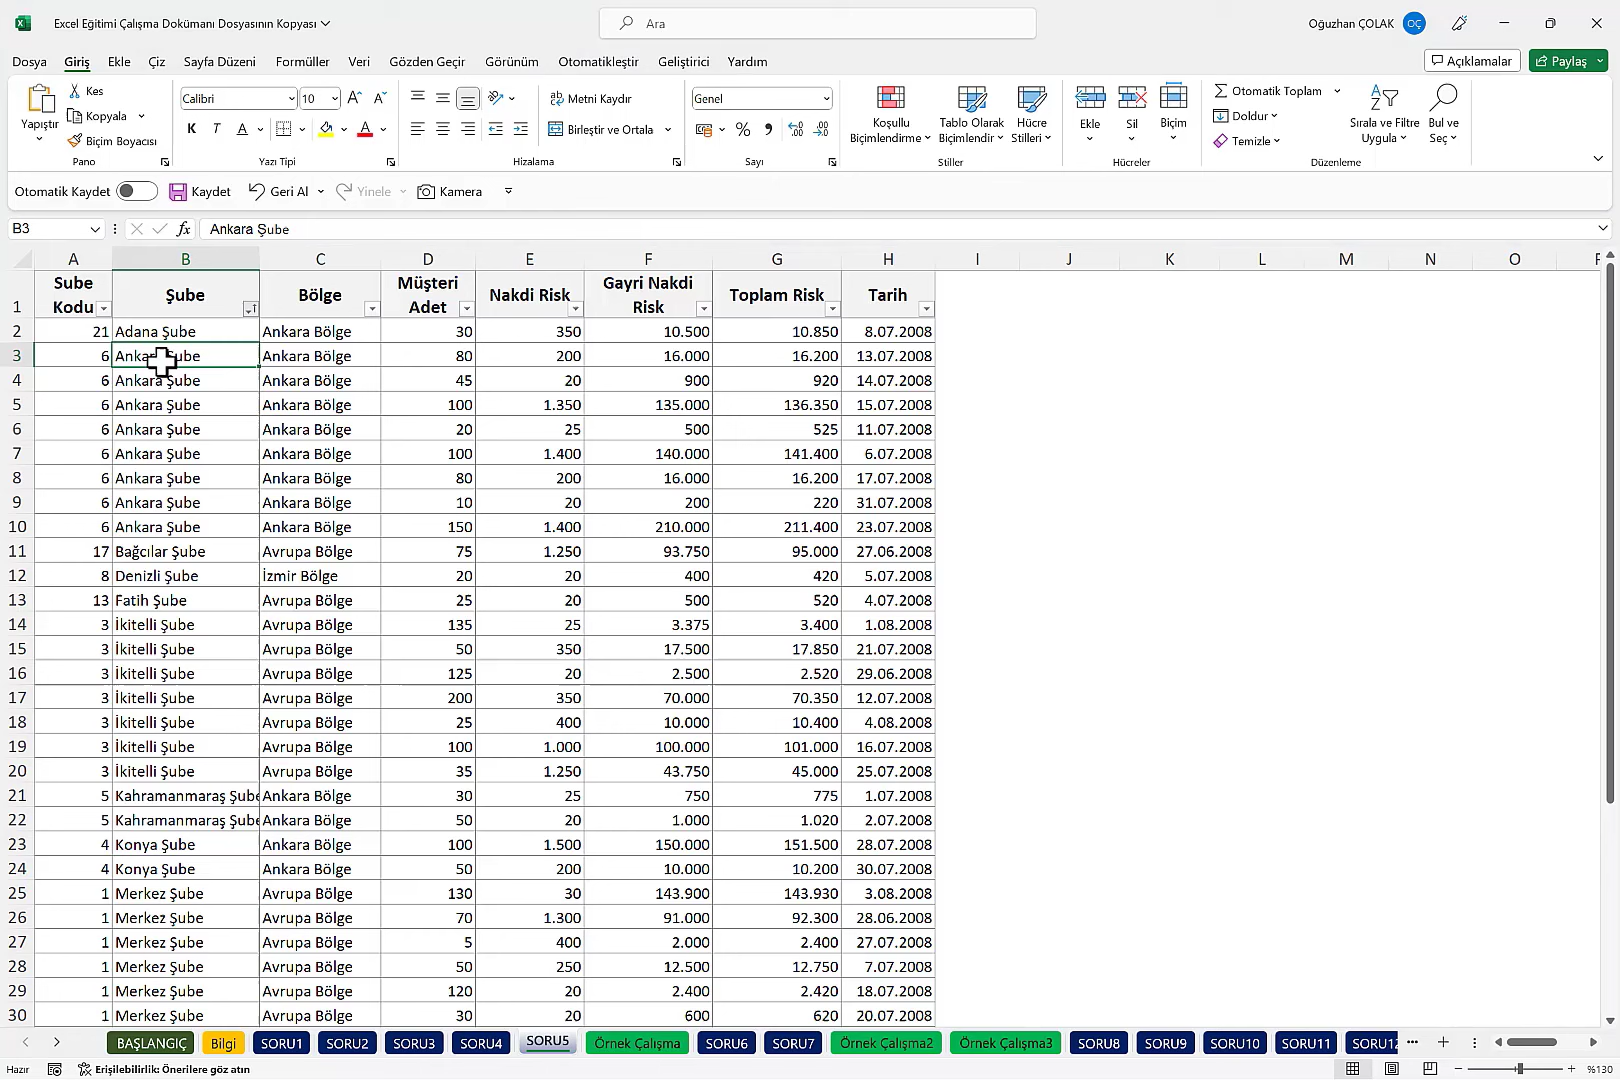 Excel Eğitimi Çalışma Dokümanı Dosyasının Kopyası
Ara
Oğuzhan ÇOLAK OÇ
Dosya Giriş Ekle Çiz Sayfa Düzeni Formüller Veri Gözden Geçir Görünüm Otomatikleştir Geliştirici Yardım Açıklamalar Paylaş
Yapıştır Kes Kopyala Biçim Boyacısı Pano
Calibri 10 K T A A Yazı Tipi
Metni Kaydır Birleştir ve Ortala Hizalama
Genel % Sayı
Koşullu Biçimlendirme Tablo Olarak Biçimlendir Hücre Stilleri Stiller
Ekle Sil Biçim Hücreler
Otomatik Toplam Doldur Temizle Sırala ve Filtre Uygula Bul ve Seç Düzenleme
Otomatik Kaydet Kaydet Geri Al Yinele Kamera
B3 fx Ankara Şube
A B C D E F G H I J K L M N O
1 Sube Kodu Şube Bölge Müşteri Adet Nakdi Risk Gayri Nakdi Risk Toplam Risk Tarih
2 21 Adana Şube Ankara Bölge 30 350 10.500 10.850 8.07.2008
3 6 Ankara Şube Ankara Bölge 80 200 16.000 16.200 13.07.2008
4 6 Ankara Şube Ankara Bölge 45 20 900 920 14.07.2008
5 6 Ankara Şube Ankara Bölge 100 1.350 135.000 136.350 15.07.2008
6 6 Ankara Şube Ankara Bölge 20 25 500 525 11.07.2008
7 6 Ankara Şube Ankara Bölge 100 1.400 140.000 141.400 6.07.2008
8 6 Ankara Şube Ankara Bölge 80 200 16.000 16.200 17.07.2008
9 6 Ankara Şube Ankara Bölge 10 20 200 220 31.07.2008
10 6 Ankara Şube Ankara Bölge 150 1.400 210.000 211.400 23.07.2008
11 17 Bağcılar Şube Avrupa Bölge 75 1.250 93.750 95.000 27.06.2008
12 8 Denizli Şube İzmir Bölge 20 20 400 420 5.07.2008
13 13 Fatih Şube Avrupa Bölge 25 20 500 520 4.07.2008
14 3 İkitelli Şube Avrupa Bölge 135 25 3.375 3.400 1.08.2008
15 3 İkitelli Şube Avrupa Bölge 50 350 17.500 17.850 21.07.2008
16 3 İkitelli Şube Avrupa Bölge 125 20 2.500 2.520 29.06.2008
17 3 İkitelli Şube Avrupa Bölge 200 350 70.000 70.350 12.07.2008
18 3 İkitelli Şube Avrupa Bölge 25 400 10.000 10.400 4.08.2008
19 3 İkitelli Şube Avrupa Bölge 100 1.000 100.000 101.000 16.07.2008
20 3 İkitelli Şube Avrupa Bölge 35 1.250 43.750 45.000 25.07.2008
21 5 Kahramanmaraş Şube Ankara Bölge 30 25 750 775 1.07.2008
22 5 Kahramanmaraş Şube Ankara Bölge 50 20 1.000 1.020 2.07.2008
23 4 Konya Şube Ankara Bölge 100 1.500 150.000 151.500 28.07.2008
24 4 Konya Şube Ankara Bölge 50 200 10.000 10.200 30.07.2008
25 1 Merkez Şube Avrupa Bölge 130 30 143.900 143.930 3.08.2008
26 1 Merkez Şube Avrupa Bölge 70 1.300 91.000 92.300 28.06.2008
27 1 Merkez Şube Avrupa Bölge 5 400 2.000 2.400 27.07.2008
28 1 Merkez Şube Avrupa Bölge 50 250 12.500 12.750 7.07.2008
29 1 Merkez Şube Avrupa Bölge 120 20 2.400 2.420 18.07.2008
30 1 Merkez Şube Avrupa Bölge 30 20 600 620 20.07.2008
BAŞLANGIÇ Bilgi SORU1 SORU2 SORU3 SORU4 SORU5 Örnek Çalışma SORU6 SORU7 Örnek Çalışma2 Örnek Çalışma3 SORU8 SORU9 SORU10 SORU11 SORU12
Hazır Erişilebilirlik: Önerilere göz atın %130